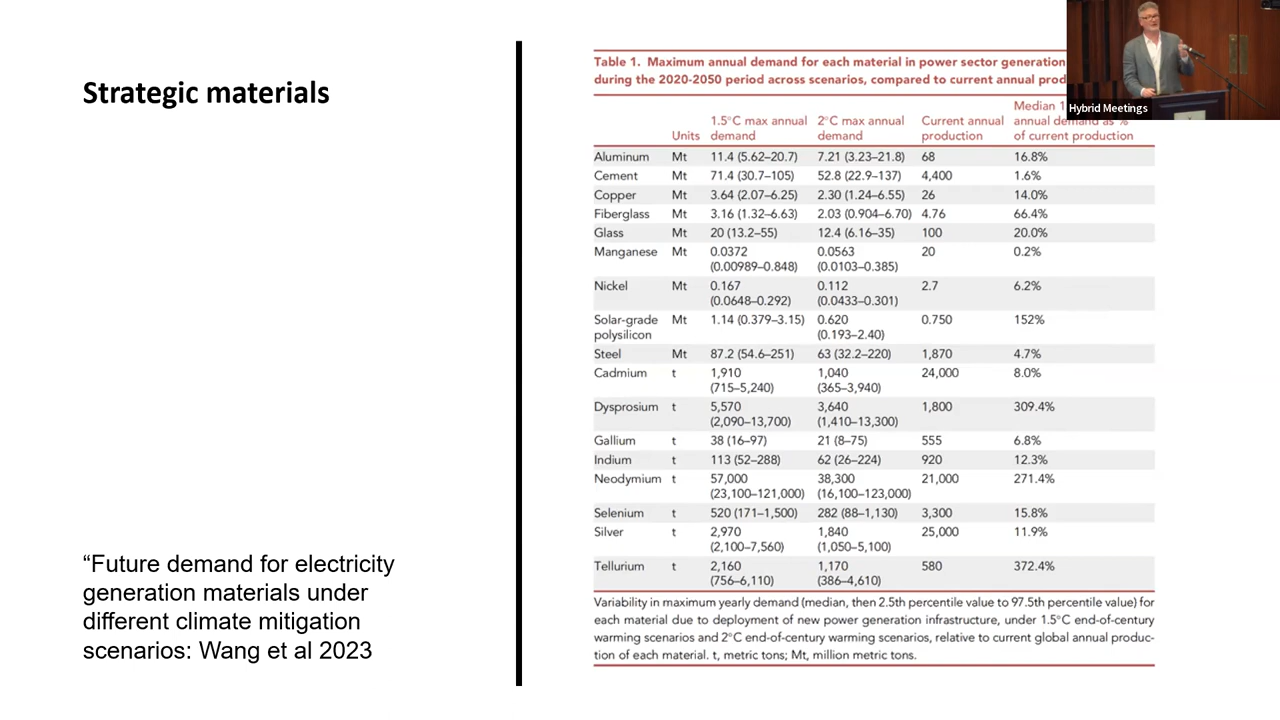 Strategic materials
“Future demand for electricity
generation materials under
different climate mitigation
scenarios: Wang et al 2023
Table 1. Maximum annual demand for each material in power sector generation
during the 2020-2050 period across scenarios, compared to current annual
Units 1.5°C max annual demand 2°C max annual demand Current annual production Median annual demand as % of current production
Aluminum Mt 11.4 (5.62–20.7) 7.21 (3.23–21.8) 68 16.8%
Cement Mt 71.4 (30.7–105) 52.8 (22.9–137) 4,400 1.6%
Copper Mt 3.64 (2.07–6.25) 2.30 (1.24–6.55) 26 14.0%
Fiberglass Mt 3.16 (1.32–6.63) 2.03 (0.904–6.70) 4.76 66.4%
Glass Mt 20 (13.2–55) 12.4 (6.16–35) 100 20.0%
Manganese Mt 0.0372 0.0563 20 0.2%
(0.00989–0.848) (0.0103–0.385)
Nickel Mt 0.167 0.112 2.7 6.2%
(0.0648–0.292) (0.0433–0.301)
Solar-grade Mt 1.14 (0.379–3.15) 0.620 0.750 152%
polysilicon (0.193–2.40)
Steel Mt 87.2 (54.6–251) 63 (32.2–220) 1,870 4.7%
Cadmium t 1,910 1,040 24,000 8.0%
(715–5,240) (365–3,940)
Dysprosium t 5,570 3,640 1,800 309.4%
(2,090–13,700) (1,410–13,300)
Gallium t 38 (16–97) 21 (8–75) 555 6.8%
Indium t 113 (52–288) 62 (26–224) 920 12.3%
Neodymium t 57,000 38,300 21,000 271.4%
(23,100–121,000) (16,100–123,000)
Selenium t 520 (171–1,500) 282 (88–1,130) 3,300 15.8%
Silver t 2,970 1,840 25,000 11.9%
(2,100–7,560) (1,050–5,100)
Tellurium t 2,160 1,170 580 372.4%
(756–6,110) (386–4,610)
Variability in maximum yearly demand (median, then 2.5th percentile value to 97.5th percentile value) for
each material due to deployment of new power generation infrastructure, under 1.5°C end-of-century
warming scenarios and 2°C end-of-century warming scenarios, relative to current global annual produc-
tion of each material. t, metric tons; Mt, million metric tons.
Hybrid Meetings